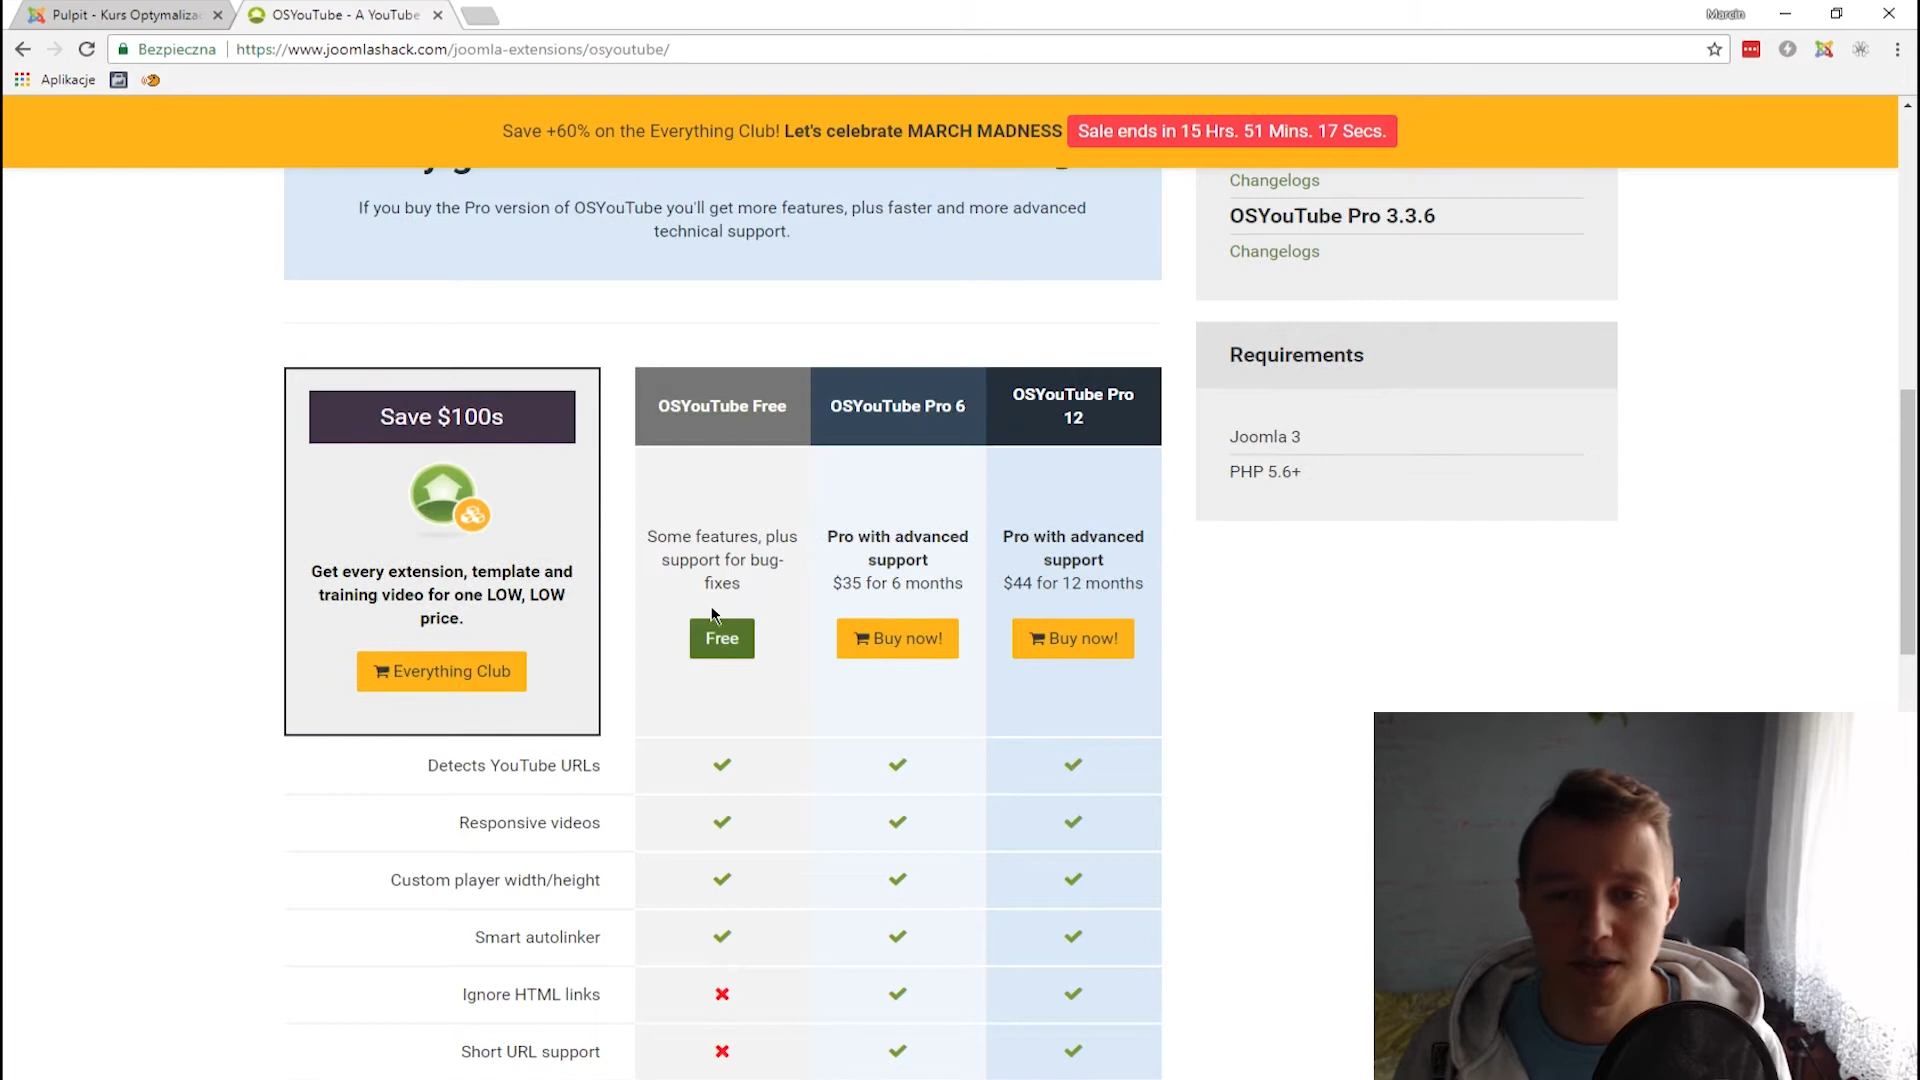 Pulpit - Kurs Optymaliza
OSYouTube - A YouTube
Marcin
Bezpieczna
https://www.joomlashack.com/joomla-extensions/osyoutube/
Aplikacje
Save +60% on the Everything Club! Let's celebrate MARCH MADNESS Sale ends in 15 Hrs. 51 Mins. 17 Secs.
If you buy the Pro version of OSYouTube you'll get more features, plus faster and more advanced
technical support.
Changelogs
OSYouTube Pro 3.3.6
Changelogs
Requirements
Joomla 3
PHP 5.6+
Save $100s
Get every extension, template and
training video for one LOW, LOW
price.
Everything Club
OSYouTube Free
OSYouTube Pro 6
OSYouTube Pro
12
Some features, plus
support for bug-
fixes
Free
Pro with advanced
support
$35 for 6 months
Buy now!
Pro with advanced
support
$44 for 12 months
Buy now!
Detects YouTube URLs
Responsive videos
Custom player width/height
Smart autolinker
Ignore HTML links
Short URL support